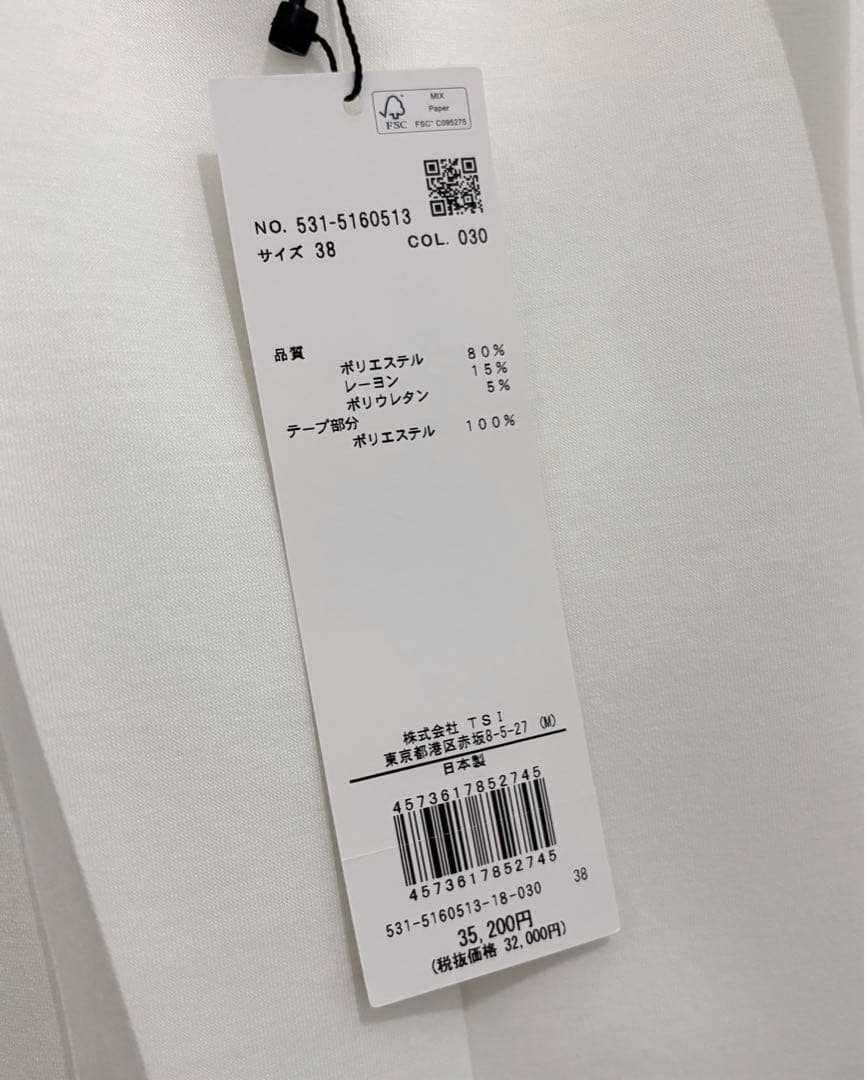 MIX
Paper
FSC™ C095275
FSC
NO. 531-5160513
サイズ 38 COL. 030
品質
ポリエステル 80%
レーヨン 15%
ポリウレタン 5%
テープ部分
ポリエステル 100%
株式会社 TSI
東京都港区赤坂8-5-27 (M)
日本製
4573617852745
4573617852745
531-5160513-18-030 38
35,200円
(税抜価格 32,000円)